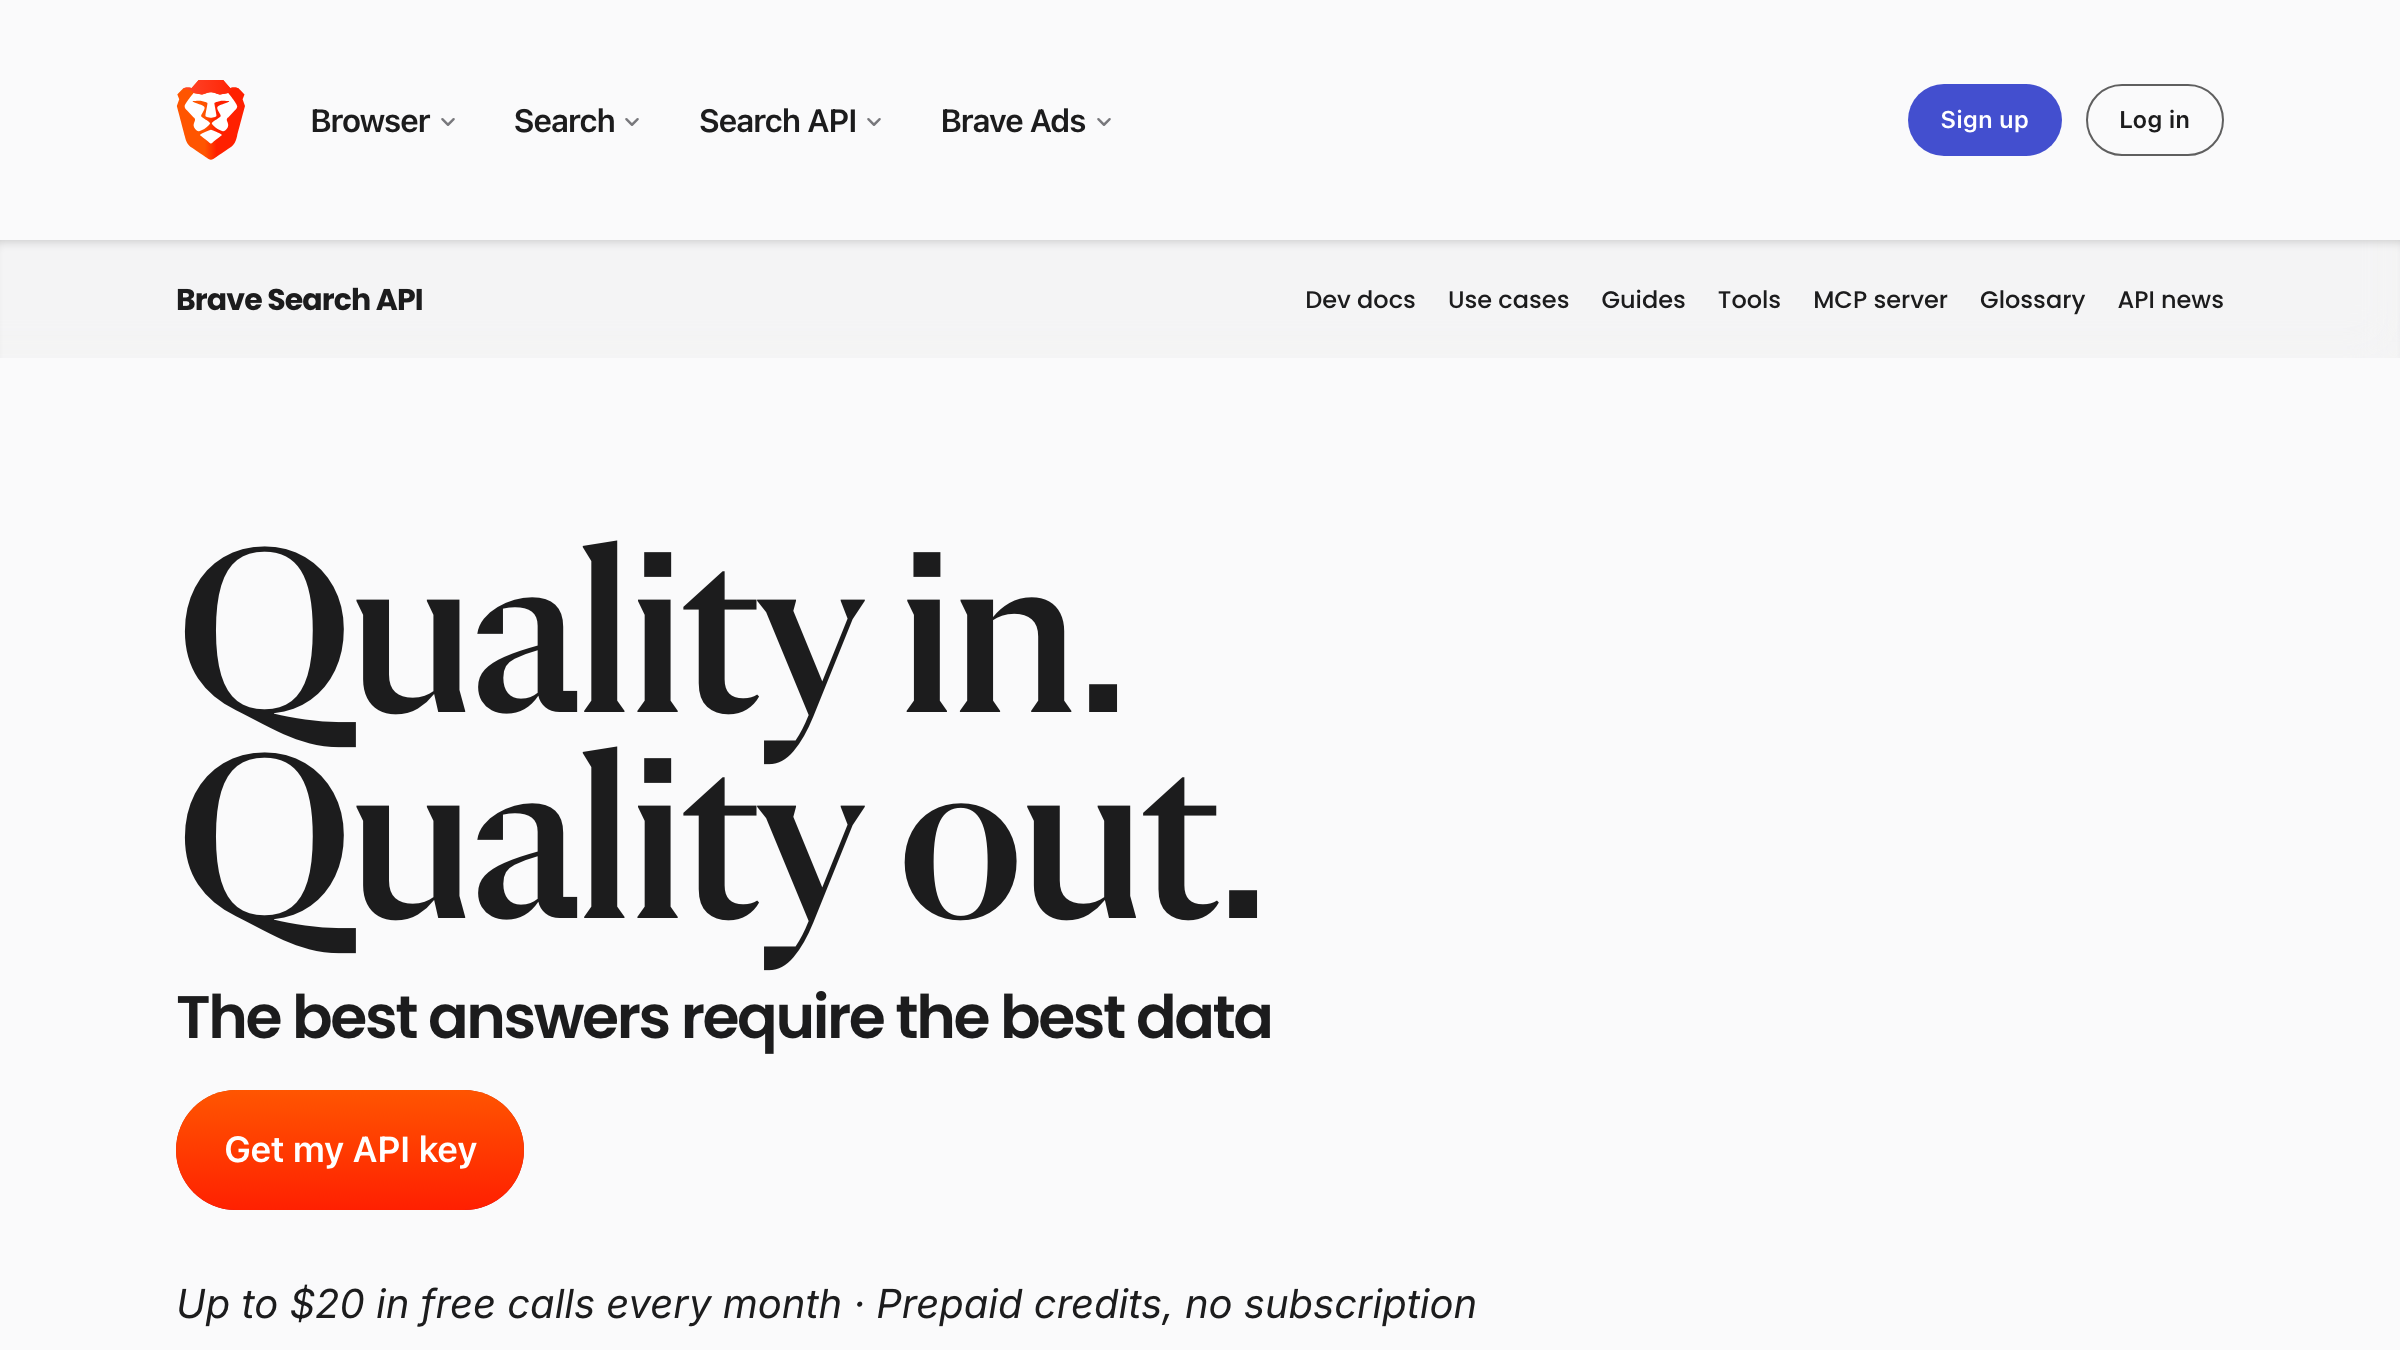 Browser Search Search API Brave Ads Sign up Log in
Brave Search API Dev docs Use cases Guides Tools MCP server Glossary API news
Quality in.
Quality out.
The best answers require the best data
Get my API key
Up to $20 in free calls every month · Prepaid credits, no subscription